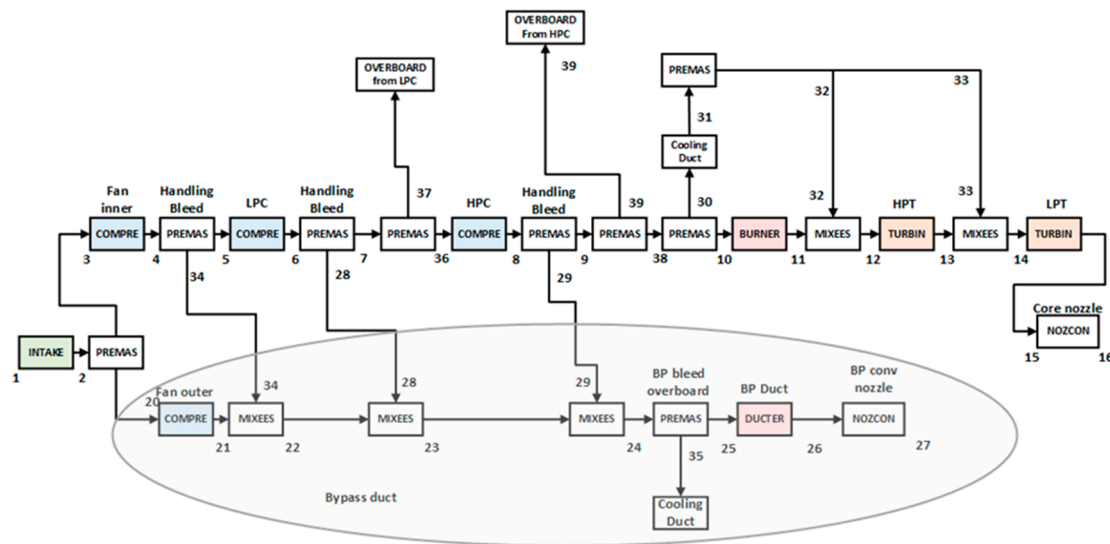 OVERBOARD
From HPC
39
OVERBOARD
from LPC
PREMAS
32
33
31
Cooling
Duct
37
39
30
32
33
Fan
inner
Handling
Bleed
LPC
Handling
Bleed
HPC
Handling
Bleed
HPT
LPT
COMPRE
PREMAS
COMPRE
PREMAS
PREMAS
COMPRE
PREMAS
PREMAS
PREMAS
BURNER
MIXEES
TURBIN
MIXEES
TURBIN
3
4
5
6
7
36
8
9
38
10
11
12
13
14
34
28
29
Core nozzle
NOZCON
15
16
INTAKE
PREMAS
1
2
20
Fan outer
34
28
29
BP bleed
overboard
BP Duct
BP conv
nozzle
COMPRE
MIXEES
MIXEES
MIXEES
PREMAS
DUCTER
NOZCON
21
22
23
24
35
25
26
27
Bypass duct
Cooling
Duct